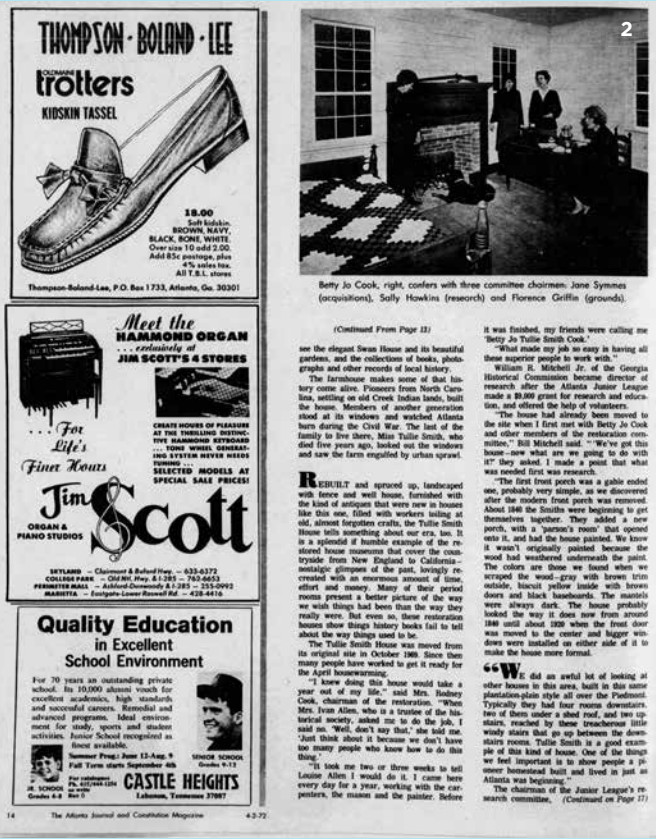 THOMPSON · BOLAND · LEE
OLDMAINE
trotters
KIDSKIN TASSEL
18.00
Soft kidskin.
BROWN, NAVY,
BLACK, BONE, WHITE.
Over size 10 add 2.00.
Add 85c postage, plus
4% sales tax.
All T.B.L. stores
Thompson-Boland-Lee, P.O. Box 1733, Atlanta, Ga. 30301
Meet the
HAMMOND ORGAN
... exclusively at
JIM SCOTT'S 4 STORES
... For
Life's
Finer Hours
CREATE HOURS OF PLEASURE
AT THE THRILLING DISTINC-
TIVE HAMMOND KEYBOARD
... TONE WHEEL GENERAT-
ING SYSTEM NEVER NEEDS
TUNING ...
SELECTED MODELS AT
SPECIAL SALE PRICES!
Jim Scott
ORGAN &
PIANO STUDIOS
SKYLAND — Clairmont & Buford Hwy. — 633-6372
COLLEGE PARK — Old NH. Hwy. & I-285 — 762-6653
PERIMETER MALL — Ashford-Dunwoody & I-285 — 255-0993
MARIETTA — Eastgate-Lower Roswell Rd. — 428-4416
Quality Education
in Excellent
School Environment
For 70 years an outstanding private
school. Its 10,000 alumni vouch for
excellent academics, high standards
and successful careers. Remedial and
advanced programs. Ideal environ-
ment for study, sports and student
activities. Junior School recognized as
finest available.
Summer Prog: June 12-Aug. 9
Fall Term starts September 4th
SENIOR SCHOOL
Grades 9-12
JR. SCHOOL
Grades 4-8
For catalogues
Ph. 615/444-1234
or write
Box
CASTLE HEIGHTS
Lebanon, Tennessee 37087
14
The Atlanta Journal and Constitution Magazine
4-2-72
2
Betty Jo Cook, right, confers with three committee chairmen: Jane Symmes
(acquisitions), Sally Hawkins (research) and Florence Griffin (grounds).
(Continued From Page 13)
see the elegant Swan House and its beautiful
gardens, and the collections of books, photo-
graphs and other records of local history.
The farmhouse makes some of that his-
tory come alive. Pioneers from North Caro-
lina, settling on old Creek Indian lands, built
the house. Members of another generation
stood at its windows and watched Atlanta
burn during the Civil War. The last of the
family to live there, Miss Tullie Smith, who
died five years ago, looked out the windows
and saw the farm engulfed by urban sprawl.
REBUILT and spruced up, landscaped
with fence and well house, furnished with
the kind of antiques that were new in houses
like this one, filled with workers toiling at
old, almost forgotten crafts, the Tullie Smith
House tells something about our era, too. It
is a splendid if humble example of the re-
stored house museums that cover the coun-
tryside from New England to California—
nostalgic glimpses of the past, lovingly re-
created with an enormous amount of time,
effort and money. Many of their period
rooms present a better picture of the way
we wish things had been than the way they
really were. But even so, these restoration
houses show things history books fail to tell
about the way things used to be.
The Tullie Smith House was moved from
its original site in October 1969. Since then
many people have worked to get it ready for
the April housewarming.
"I knew doing this house would take a
year out of my life," said Mrs. Rodney
Cook, chairman of the restoration. "When
Mrs. Ivan Allen, who is a trustee of the his-
torical society, asked me to do the job, I
said no. 'Well, don't say that,' she told me.
'Just think about it because we don't have
too many people who know how to do this
thing.'
"It took me two or three weeks to tell
Louise Allen I would do it. I came here
every day for a year, working with the car-
penters, the mason and the painter. Before
it was finished, my friends were calling me
'Betty Jo Tullie Smith Cook.'
"What made my job so easy is having all
these superior people to work with."
William R. Mitchell Jr. of the Georgia
Historical Commission became director of
research after the Atlanta Junior League
made a $9,000 grant for research and educa-
tion, and offered the help of volunteers.
"The house had already been moved to
the site when I first met with Betty Jo Cook
and other members of the restoration com-
mittee," Bill Mitchell said. "'We've got this
house—now what are we going to do with
it?' they asked. I made a point that what
was needed first was research.
"The first front porch was a gable ended
one, probably very simple, as we discovered
after the modern front porch was removed.
About 1840 the Smiths were beginning to get
themselves together. They added a new
porch, with a 'parson's room' that opened
onto it, and had the house painted. We know
it wasn't originally painted because the
wood had weathered underneath the paint.
The colors are those we found when we
scraped the wood—gray with brown trim
outside, biscuit yellow inside with brown
doors and black baseboards. The mantels
were always dark. The house probably
looked the way it does now from around
1840 until about 1920 when the front door
was moved to the center and bigger win-
dows were installed on either side of it to
make the house more formal.
"WE did an awful lot of looking at
other houses in this area, built in this same
plantation-plain style all over the Piedmont.
Typically they had four rooms downstairs,
two of them under a shed roof, and two up-
stairs, reached by these treacherous little
windy stairs that go up between the down-
stairs rooms. Tullie Smith is a good exam-
ple of this kind of house. One of the things
we feel important is to show people a pi-
oneer homestead built and lived in just as
Atlanta was beginning."
The chairman of the Junior League's re-
search committee, (Continued on Page 17)